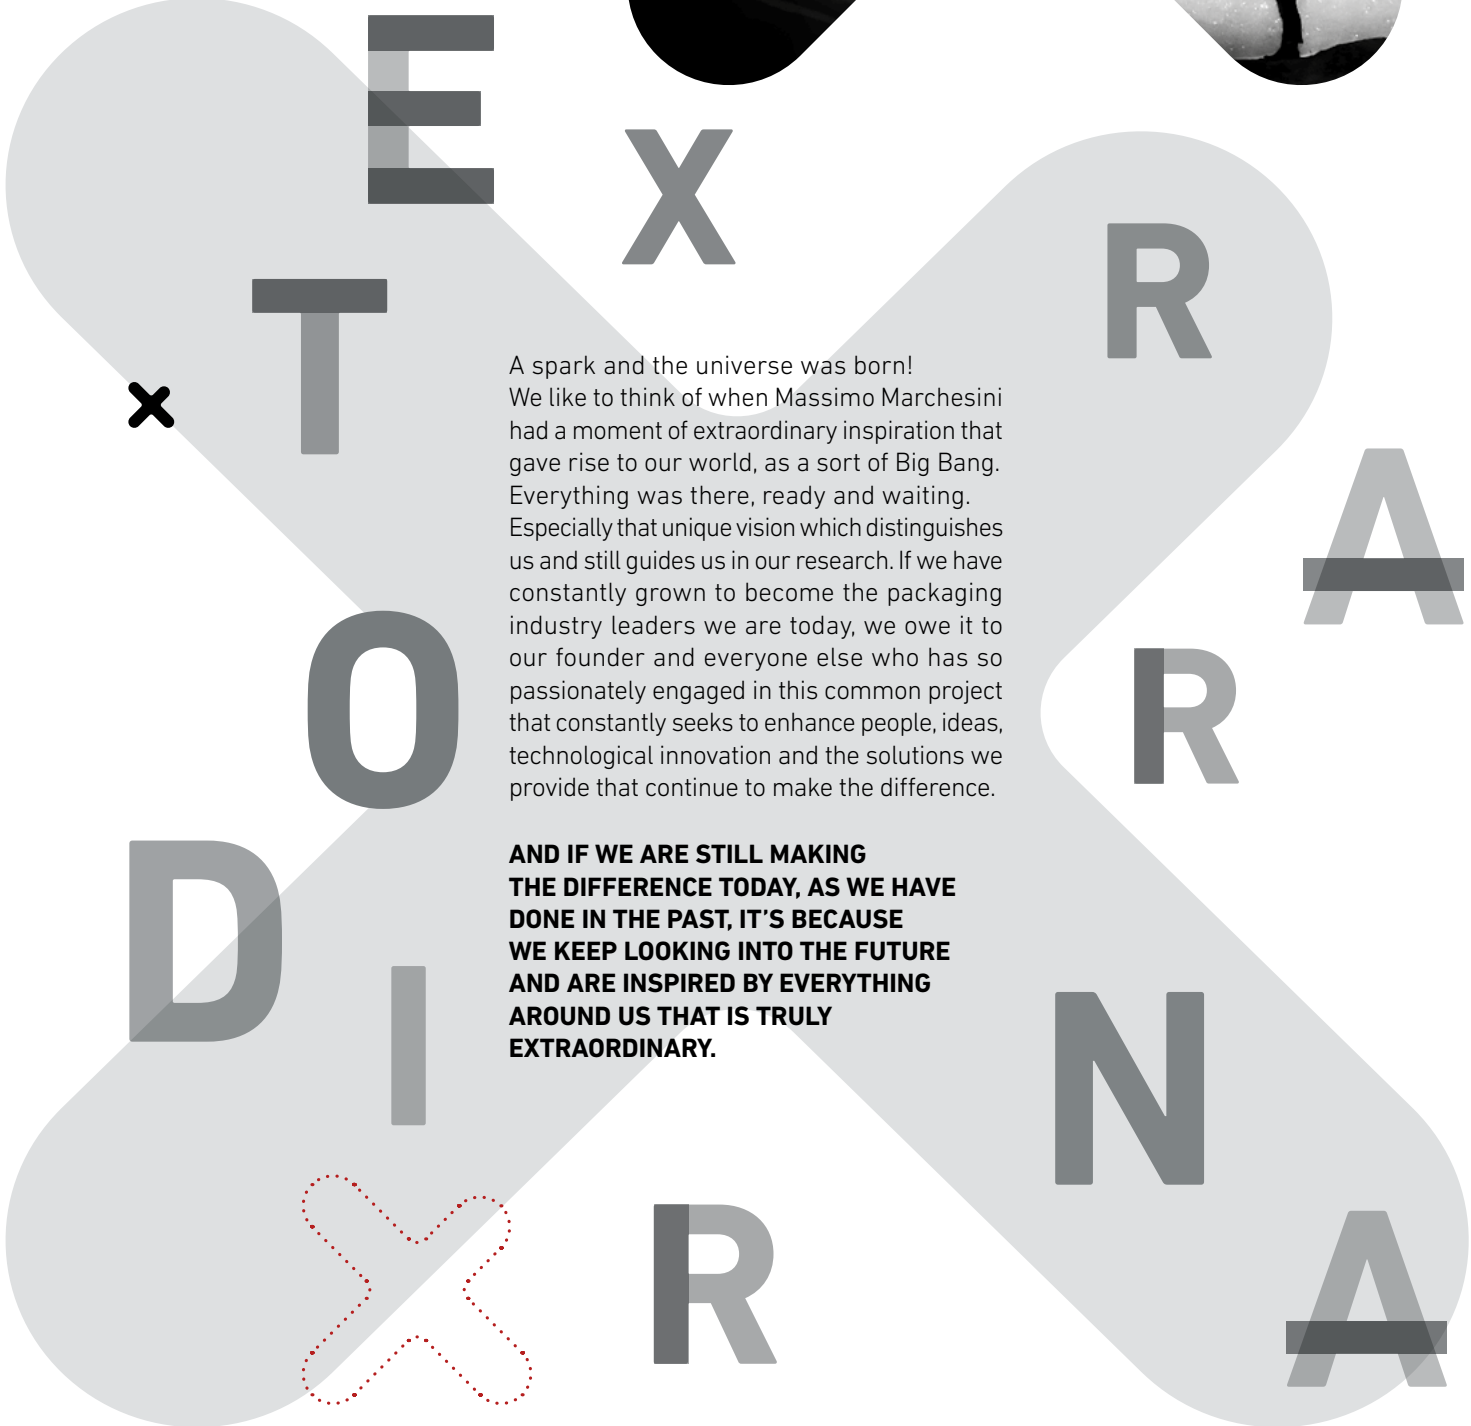 E
X
T
R
A
O
R
D
I
N
R
A
A spark and the universe was born!
We like to think of when Massimo Marchesini
had a moment of extraordinary inspiration that
gave rise to our world, as a sort of Big Bang.
Everything was there, ready and waiting.
Especially that unique vision which distinguishes
us and still guides us in our research. If we have
constantly grown to become the packaging
industry leaders we are today, we owe it to
our founder and everyone else who has so
passionately engaged in this common project
that constantly seeks to enhance people, ideas,
technological innovation and the solutions we
provide that continue to make the difference.
AND IF WE ARE STILL MAKING
THE DIFFERENCE TODAY, AS WE HAVE
DONE IN THE PAST, IT’S BECAUSE
WE KEEP LOOKING INTO THE FUTURE
AND ARE INSPIRED BY EVERYTHING
AROUND US THAT IS TRULY
EXTRAORDINARY.